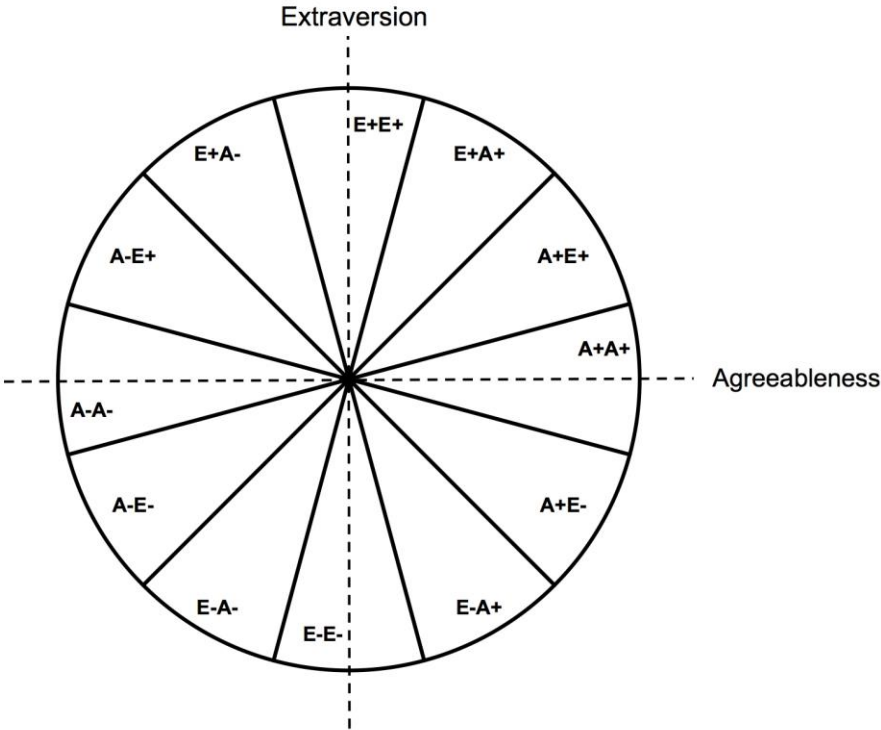 Extraversion
E+E+
E+A-
E+A+
A-E+
A+E+
A+A+
Agreeableness
A-A-
A-E-
A+E-
E-A-
E-A+
E-E-